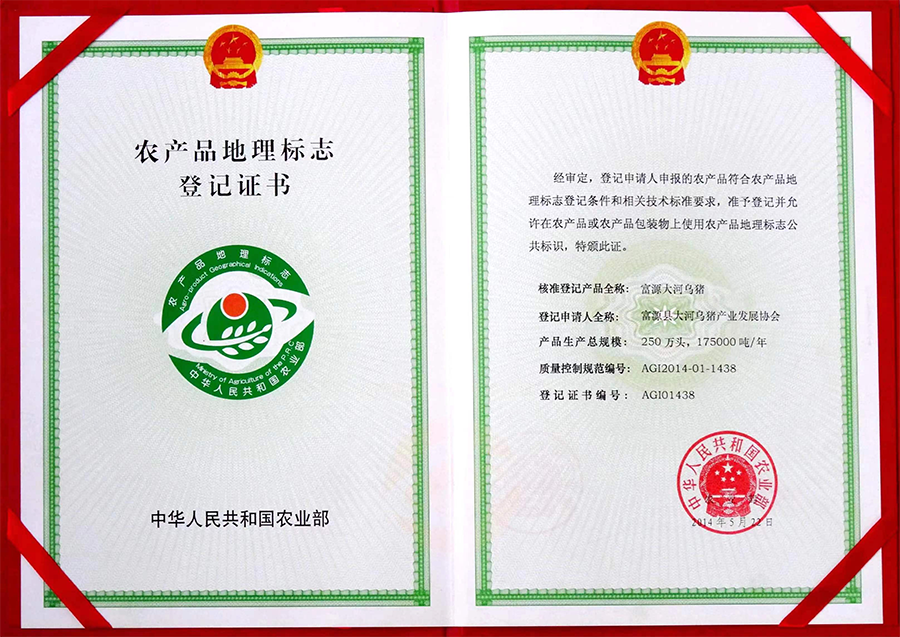 农产品地理标志
登记证书
农产品地理标志
Agro-product Geographical Indications
Ministry of Agriculture of the P.R.C
中华人民共和国农业部
中华人民共和国农业部
经审定，登记申请人申报的农产品符合农产品地
理标志登记条件和相关技术标准要求，准予登记并允
许在农产品或农产品包装物上使用农产品地理标志公
共标识，特颁此证。
核准登记产品全称：富源大河乌猪
登记申请人全称：富源县大河乌猪产业发展协会
产品生产总规模：250 万头，175000 吨/年
质量控制规范编号：AGI2014-01-1438
登记证书编号：AGI01438
中华人民共和国农业部
2014 年 5 月 22 日